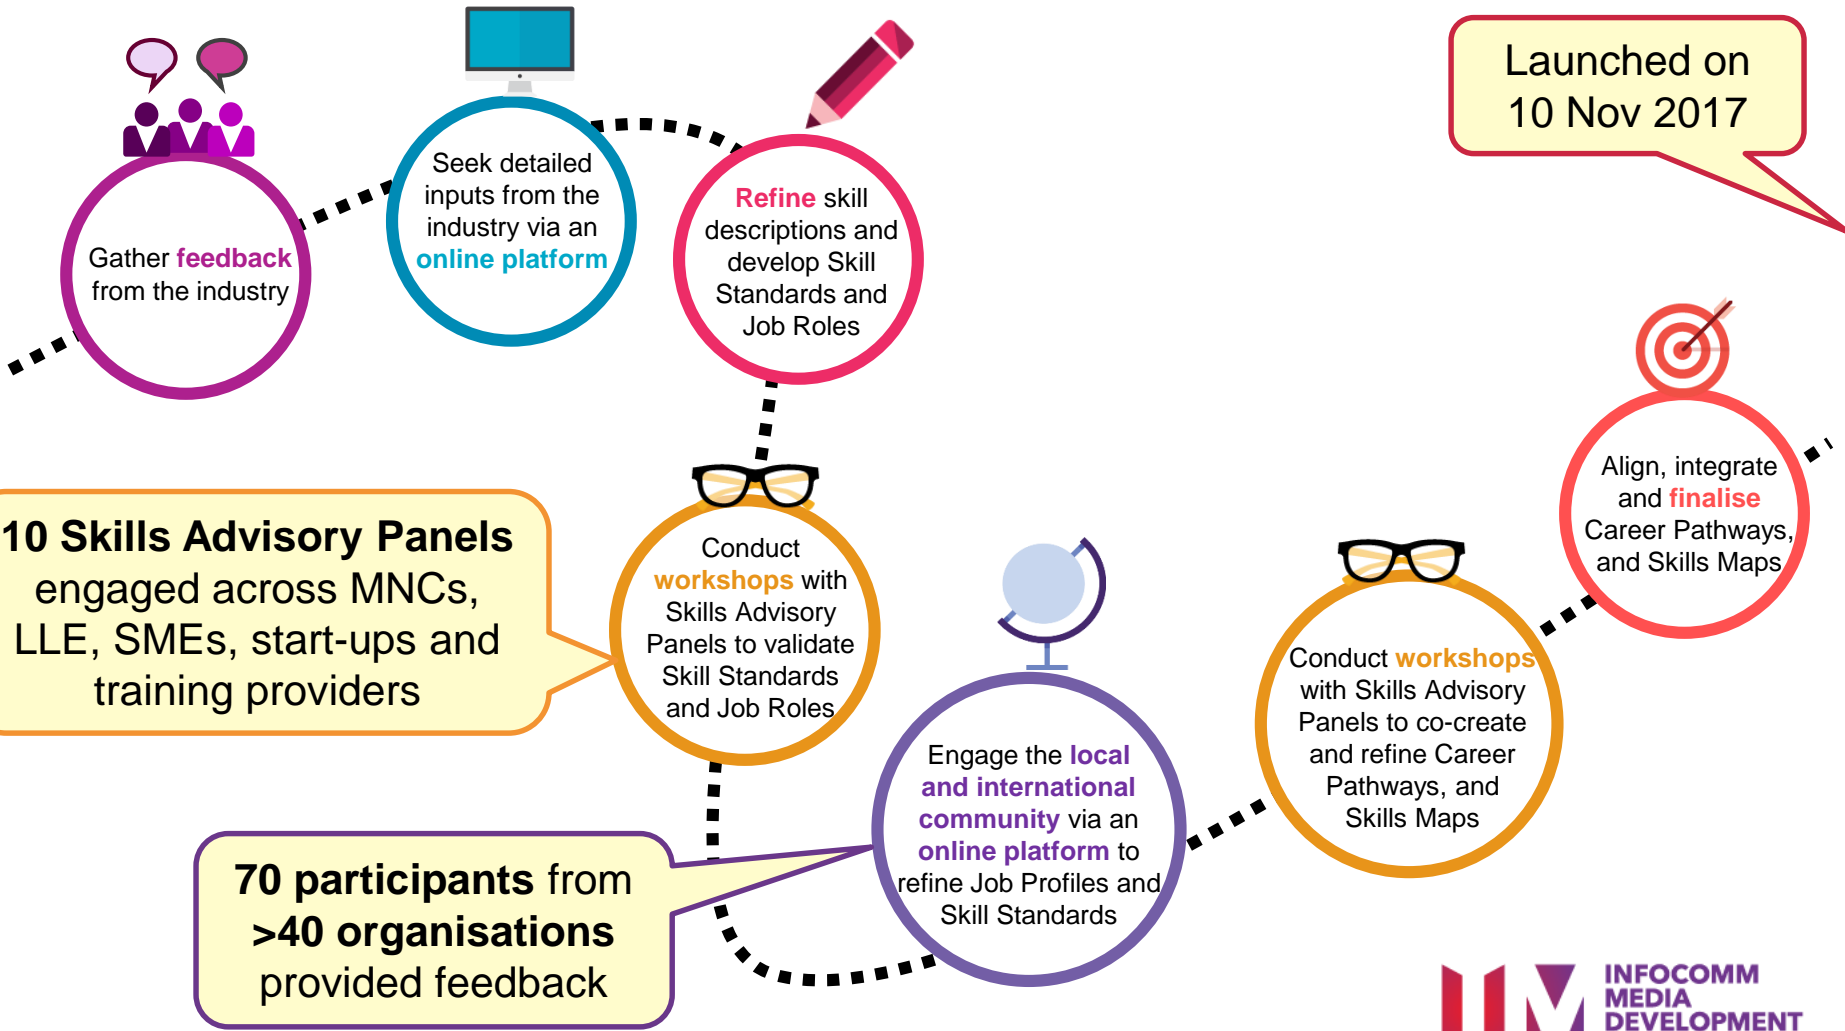 Launched on
10 Nov 2017
Gather feedback
from the industry
Seek detailed
inputs from the
industry via an
online platform
Refine skill
descriptions and
develop Skill
Standards and
Job Roles
10 Skills Advisory Panels
engaged across MNCs,
LLE, SMEs, start-ups and
training providers
Conduct
workshops with
Skills Advisory
Panels to validate
Skill Standards
and Job Roles
70 participants from
>40 organisations
provided feedback
Engage the local
and international
community via an
online platform to
refine Job Profiles and
Skill Standards
Conduct workshops
with Skills Advisory
Panels to co-create
and refine Career
Pathways, and
Skills Maps
Align, integrate
and finalise
Career Pathways,
and Skills Maps
INFOCOMM
MEDIA
DEVELOPMENT